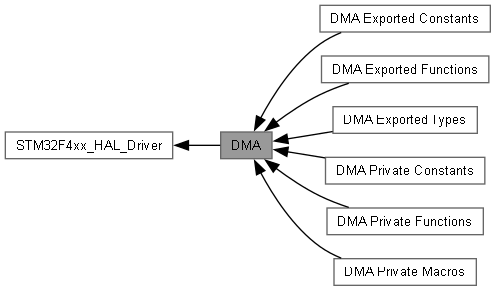 DMA Exported Constants
DMA Exported Functions
DMA Exported Types
STM32F4xx_HAL_Driver
DMA
DMA Private Constants
DMA Private Functions
DMA Private Macros